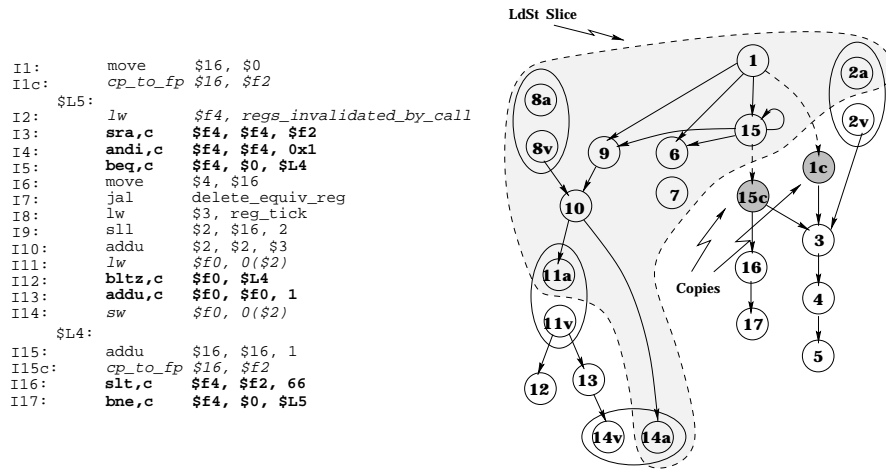 I1: move $16, $0
I1c: cp_to_fp $16, $f2
$L5:
I2: lw $f4, regs_invalidated_by_call
I3: sra,c $f4, $f4, $f2
I4: andi,c $f4, $f4, 0x1
I5: beq,c $f4, $0, $L4
I6: move $4, $16
I7: jal delete_equiv_reg
I8: lw $3, reg_tick
I9: sll $2, $16, 2
I10: addu $2, $2, $3
I11: lw $f0, 0($2)
I12: bltz,c $f0, $L4
I13: addu,c $f0, $f0, 1
I14: sw $f0, 0($2)
$L4:
I15: addu $16, $16, 1
I15c: cp_to_fp $16, $f2
I16: slt,c $f4, $f2, 66
I17: bne,c $f4, $0, $L5
LdSt Slice
1
2a
8a
2v
15
8v
9
6
1c
7
15c
10
3
16
11a
Copies
4
11v
17
5
13
12
14v
14a